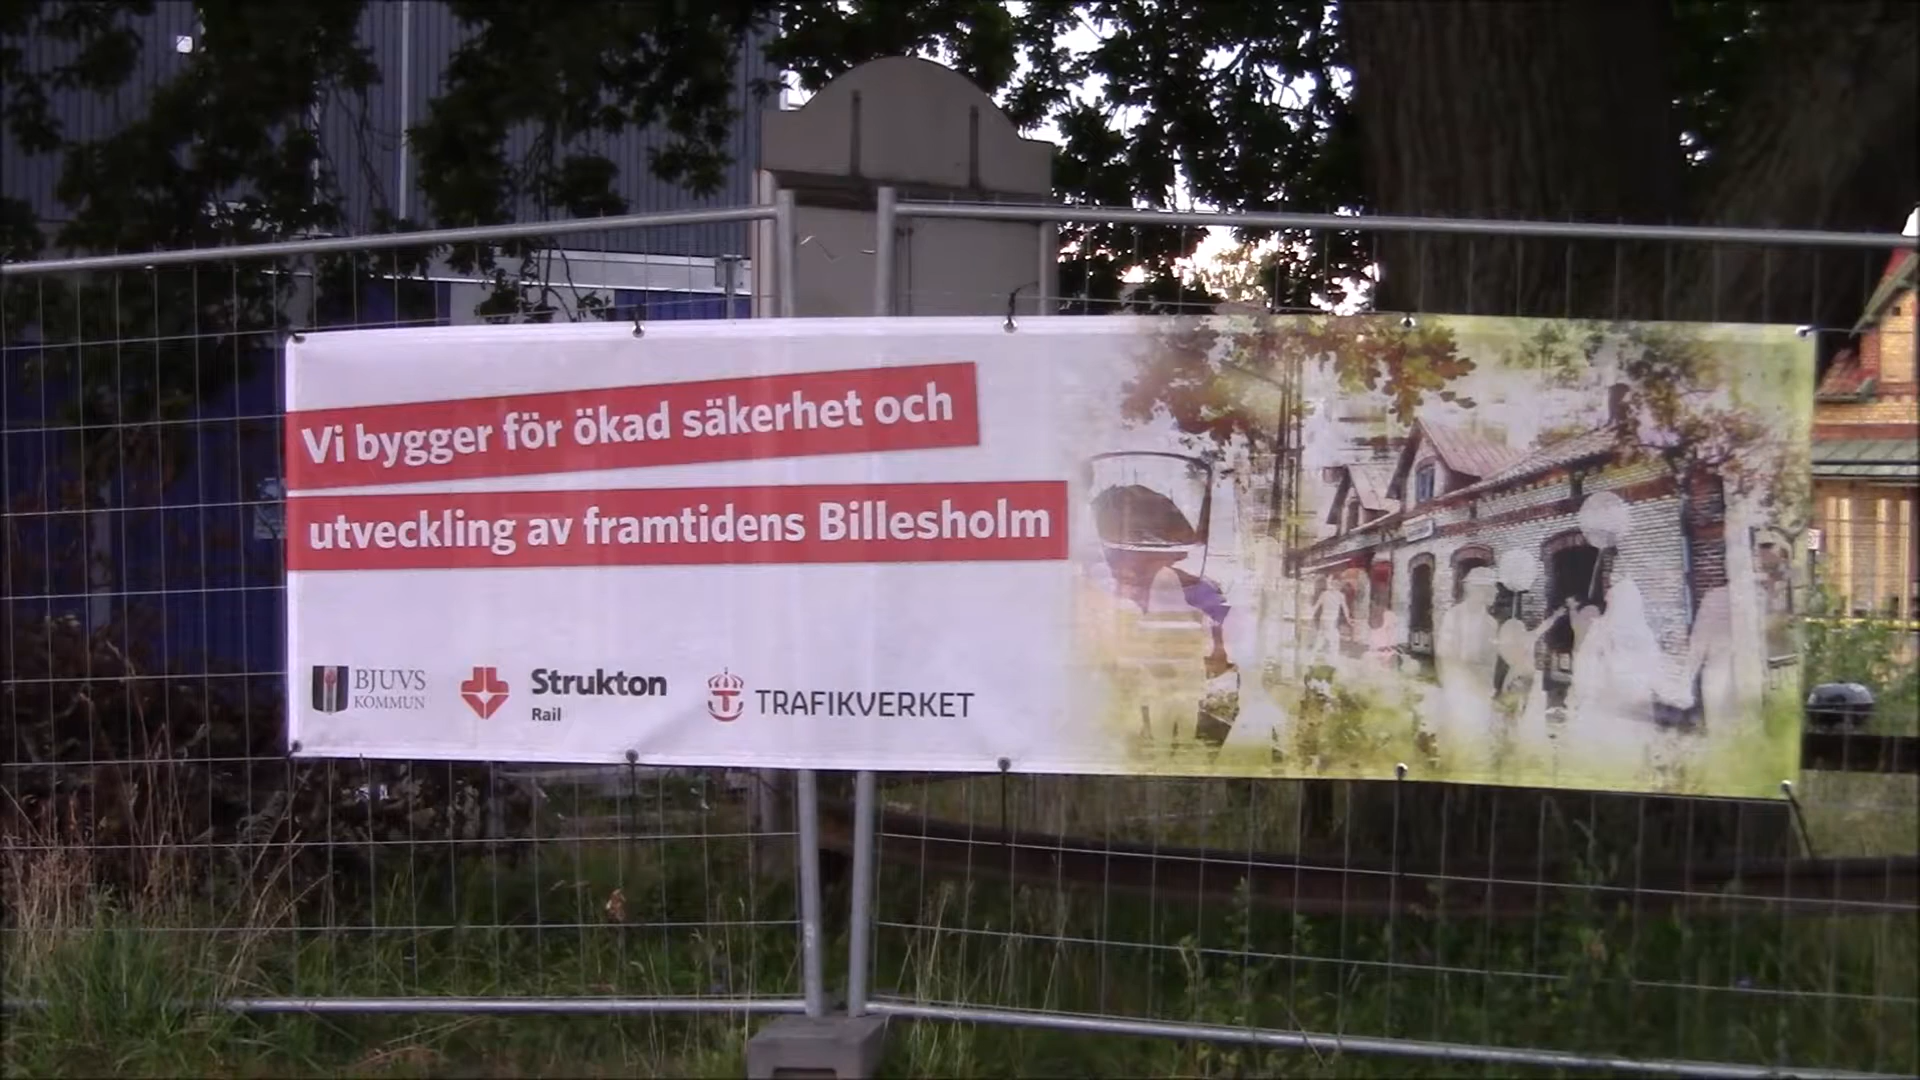 Vi bygger för ökad säkerhet och
utveckling av framtidens Billesholm
BJUVS
KOMMUN
Strukton
Rail
TRAFIKVERKET